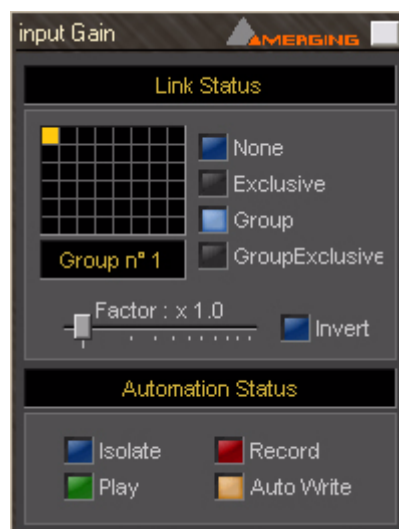 input Gain
MERGING
Link Status
None
Exclusive
Group
Group n° 1
GroupExclusive
Factor : x 1.0
Invert
Automation Status
Isolate
Record
Play
Auto Write